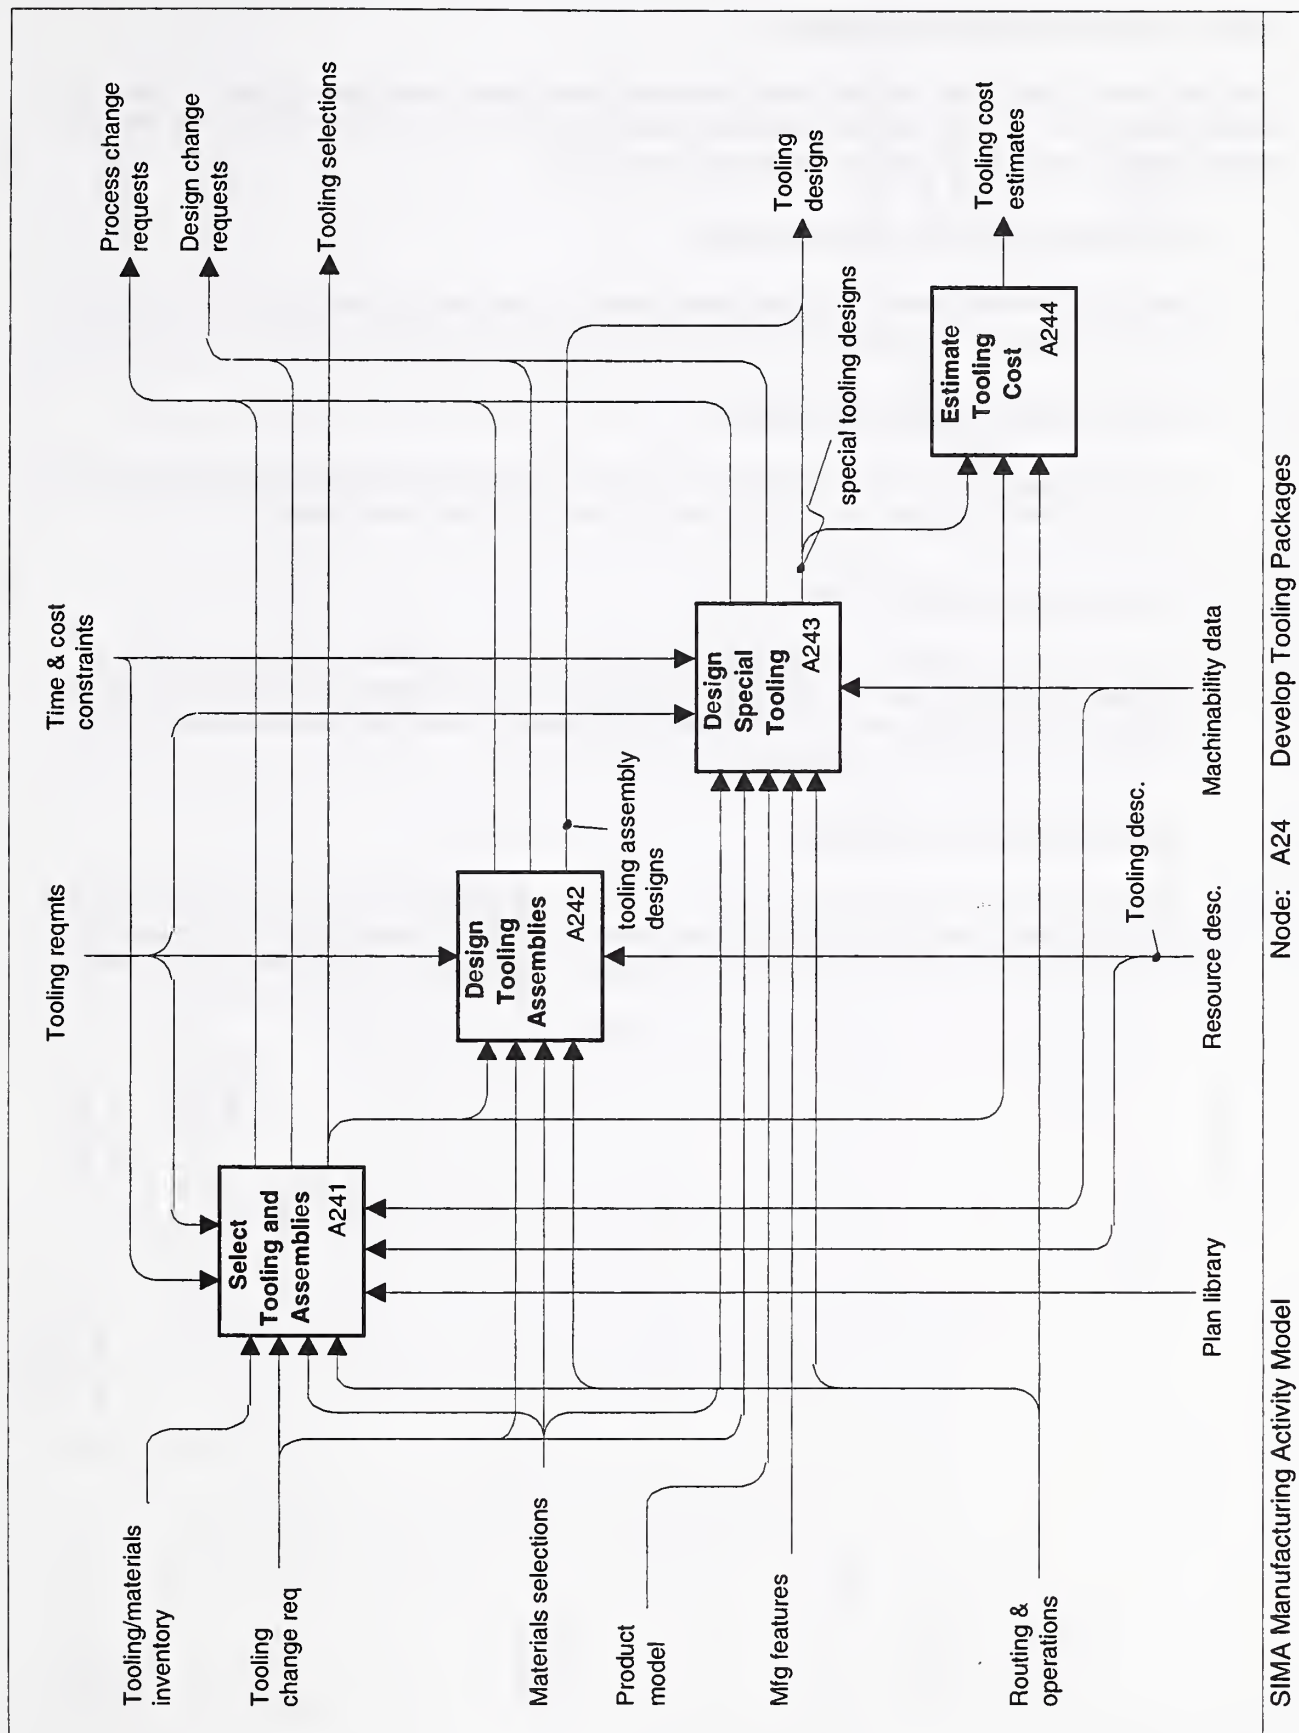 Time & cost
constraints
Tooling reqmts
Process change
requests
Design change
requests
Tooling selections
Tooling/materials
inventory
Select
Tooling and
Assemblies
A241
Tooling
change req
Design
Tooling
Assemblies
A242
tooling assembly
designs
Materials selections
Product
model
Design
Special
Tooling
A243
Tooling
designs
special tooling designs
Mfg features
Estimate
Tooling
Cost
A244
Tooling cost
estimates
Routing &
operations
Tooling desc.
Plan library
Resource desc.
Machinability data
SIMA Manufacturing Activity Model
Node: A24 Develop Tooling Packages